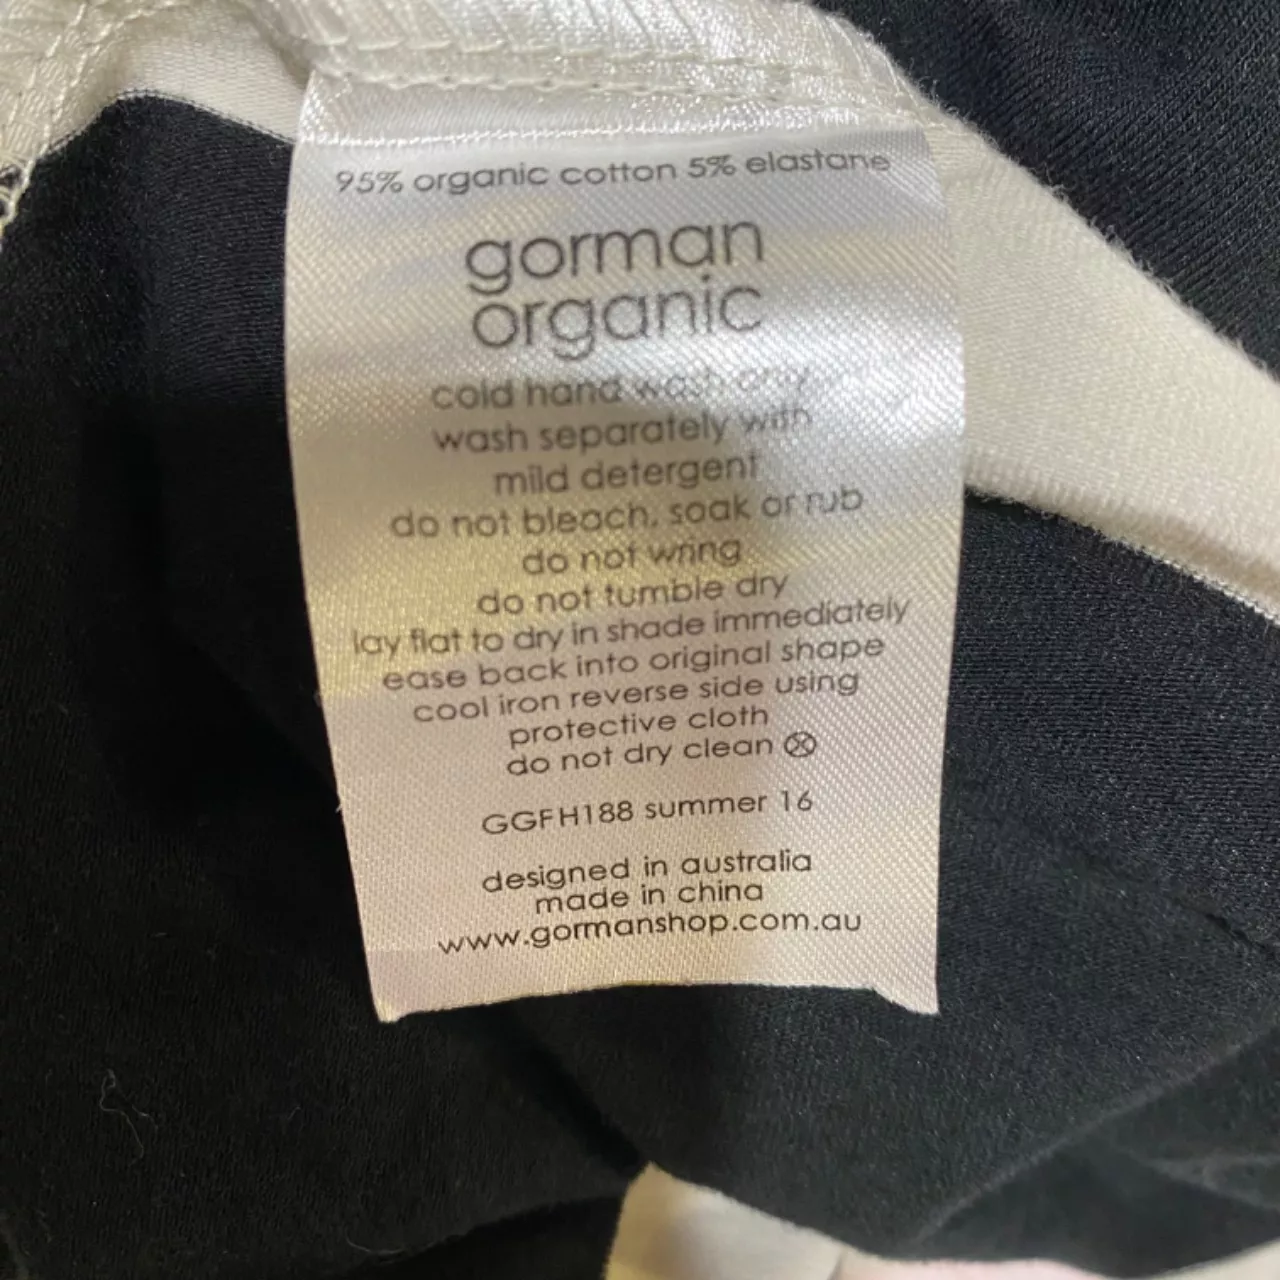 95% organic cotton 5% elastane
gorman
organic
cold hand wash only
wash separately with
mild detergent
do not bleach, soak or rub
do not wring
do not tumble dry
lay flat to dry in shade immediately
ease back into original shape
cool iron reverse side using
protective cloth
do not dry clean
GGFH188 summer 16
designed in australia
made in china
www.gormanshop.com.au